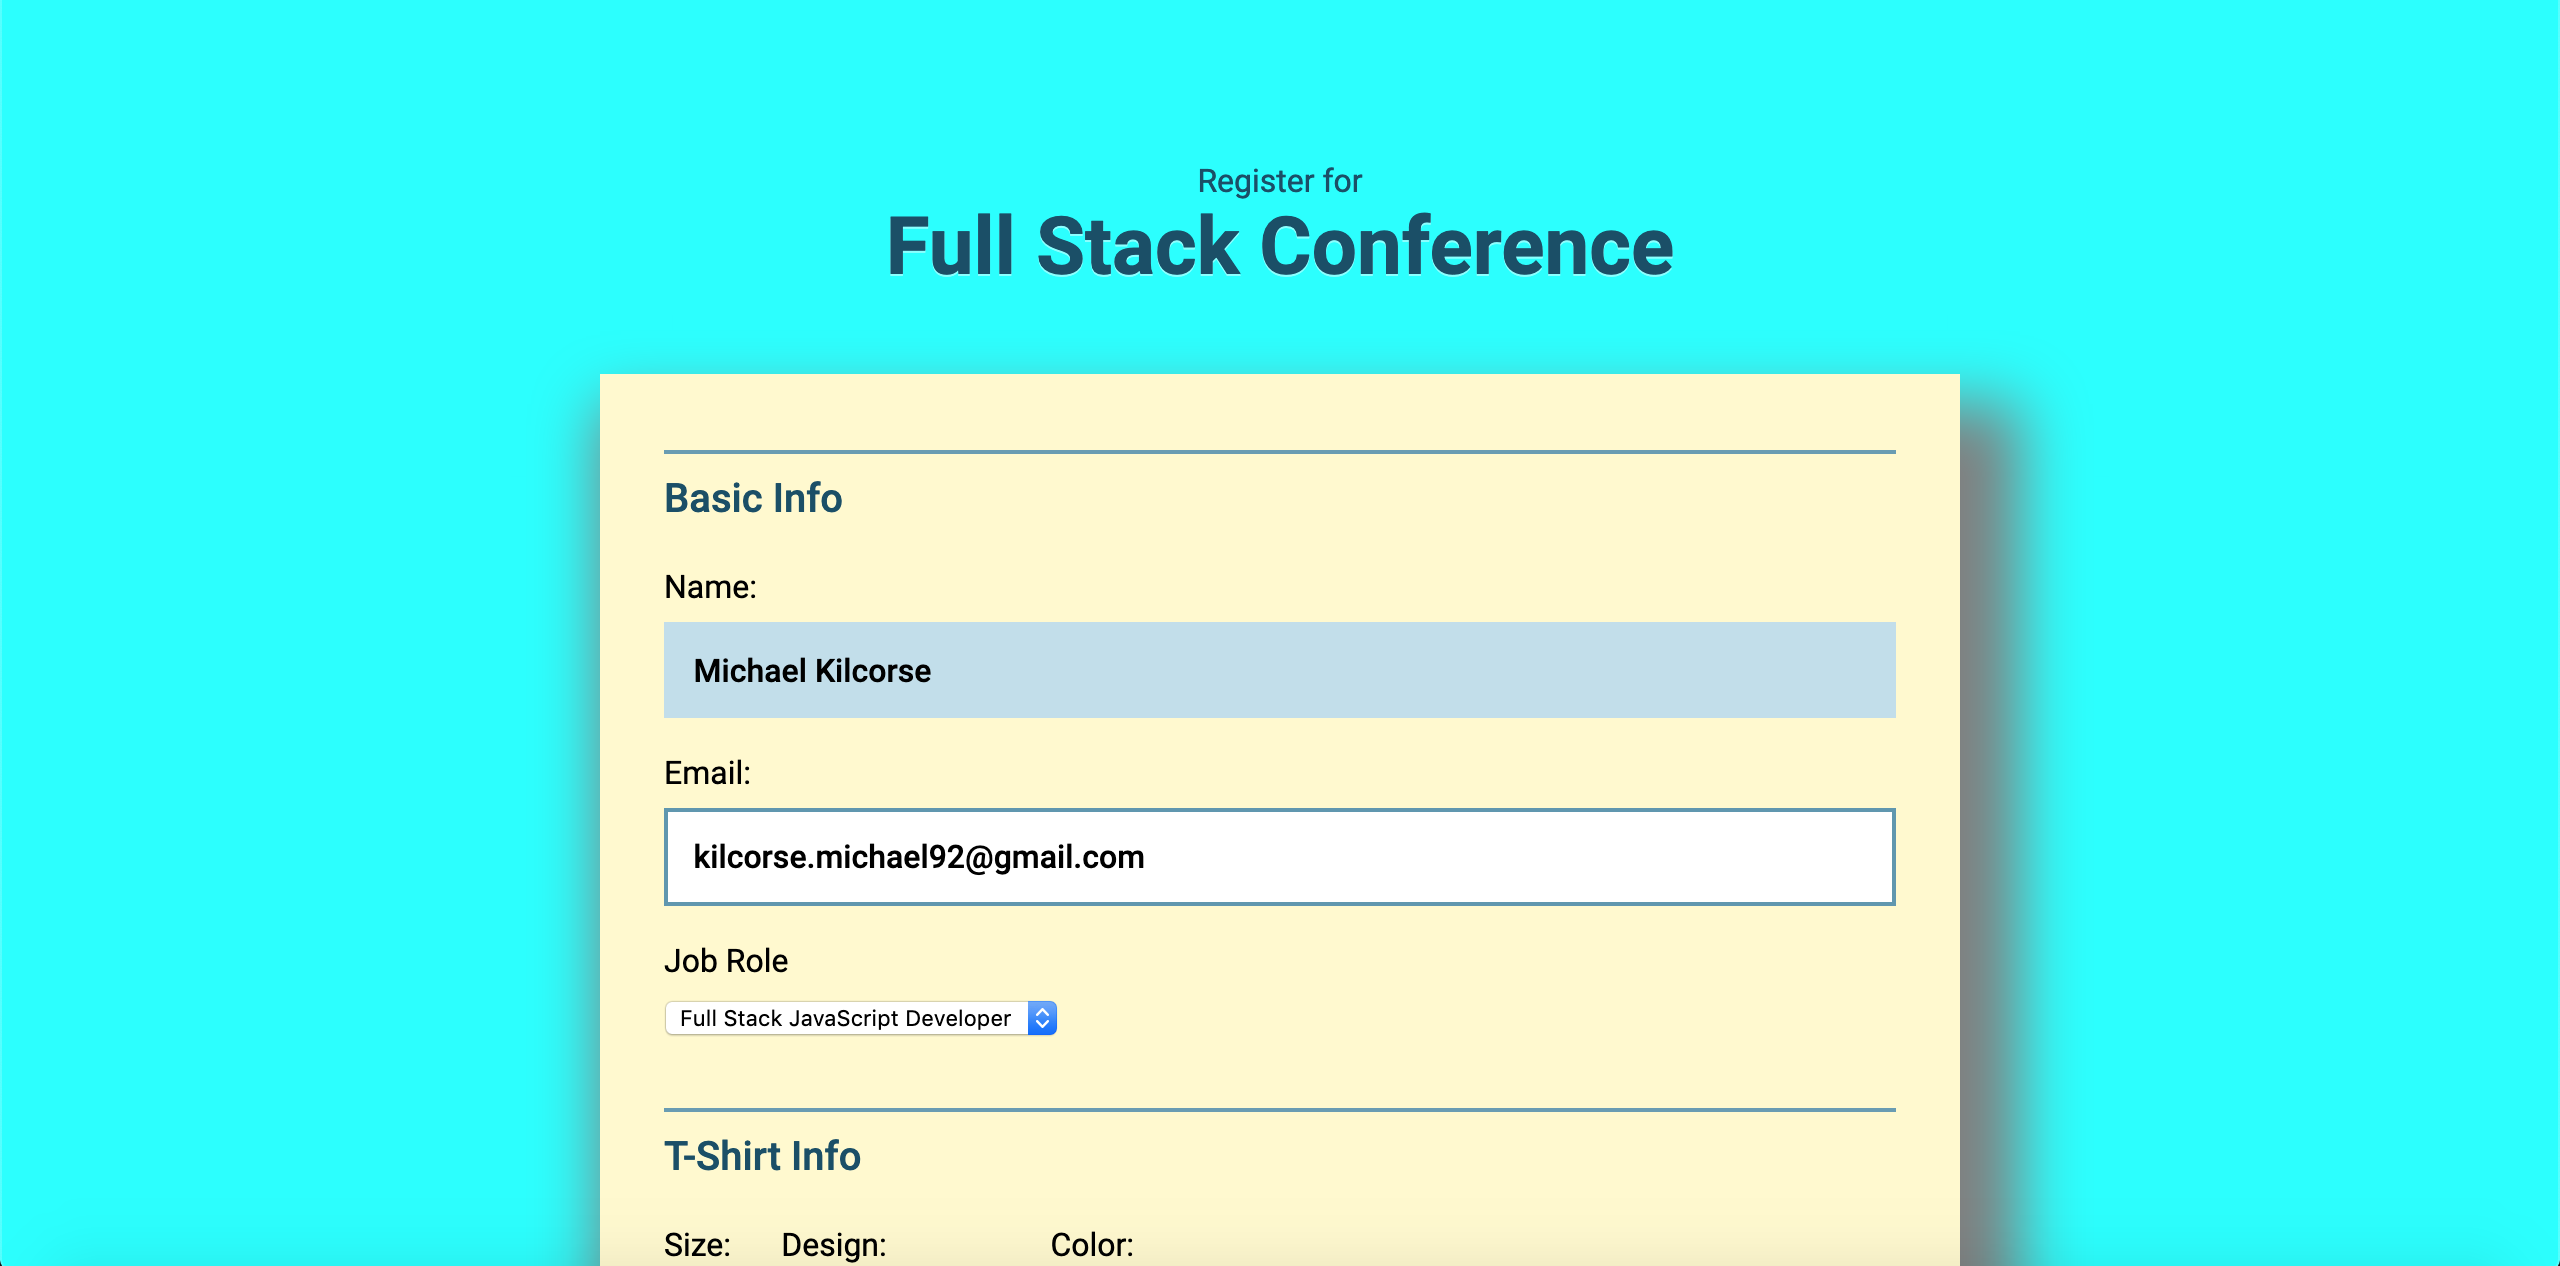 Register for
Full Stack Conference
Basic Info
Name:
Michael Kilcorse
Email:
kilcorse.michael92@gmail.com
Job Role
Full Stack JavaScript Developer
T-Shirt Info
Size: Design: Color: